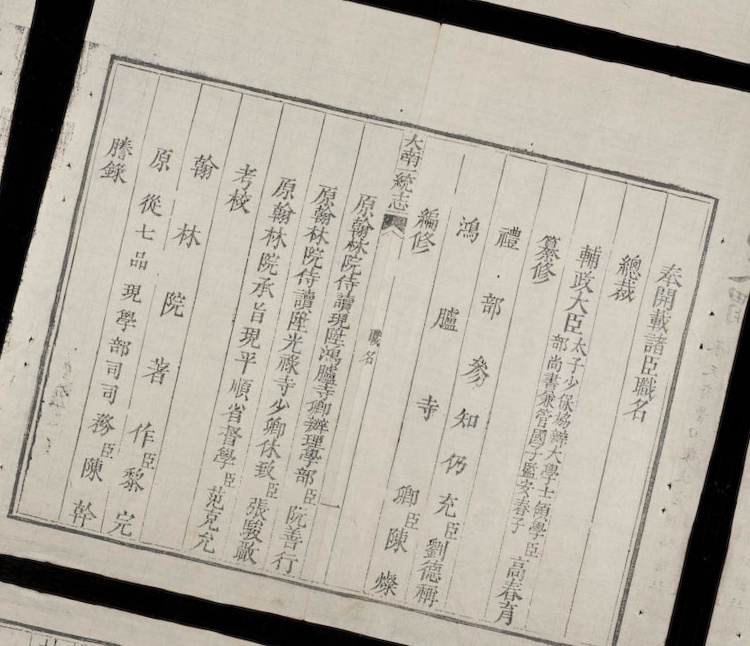 奉開載諸臣職名
總裁
輔政大臣太子少保協辦大學士領學部尚書兼管國子監安春子臣高春育
纂修
禮部參知仍充臣劉德稱
鴻臚寺卿臣陳燦
編修
大南一統志
職名
一
原翰林院侍讀現陞鴻臚寺卿辦理學部臣阮善行
原翰林院侍讀陞光祿寺少卿休致臣張駿
原翰林院承旨現平順省督學臣范克允
考校
翰林院著作臣黎完
原從七品現學部司務臣陳幹
謄錄